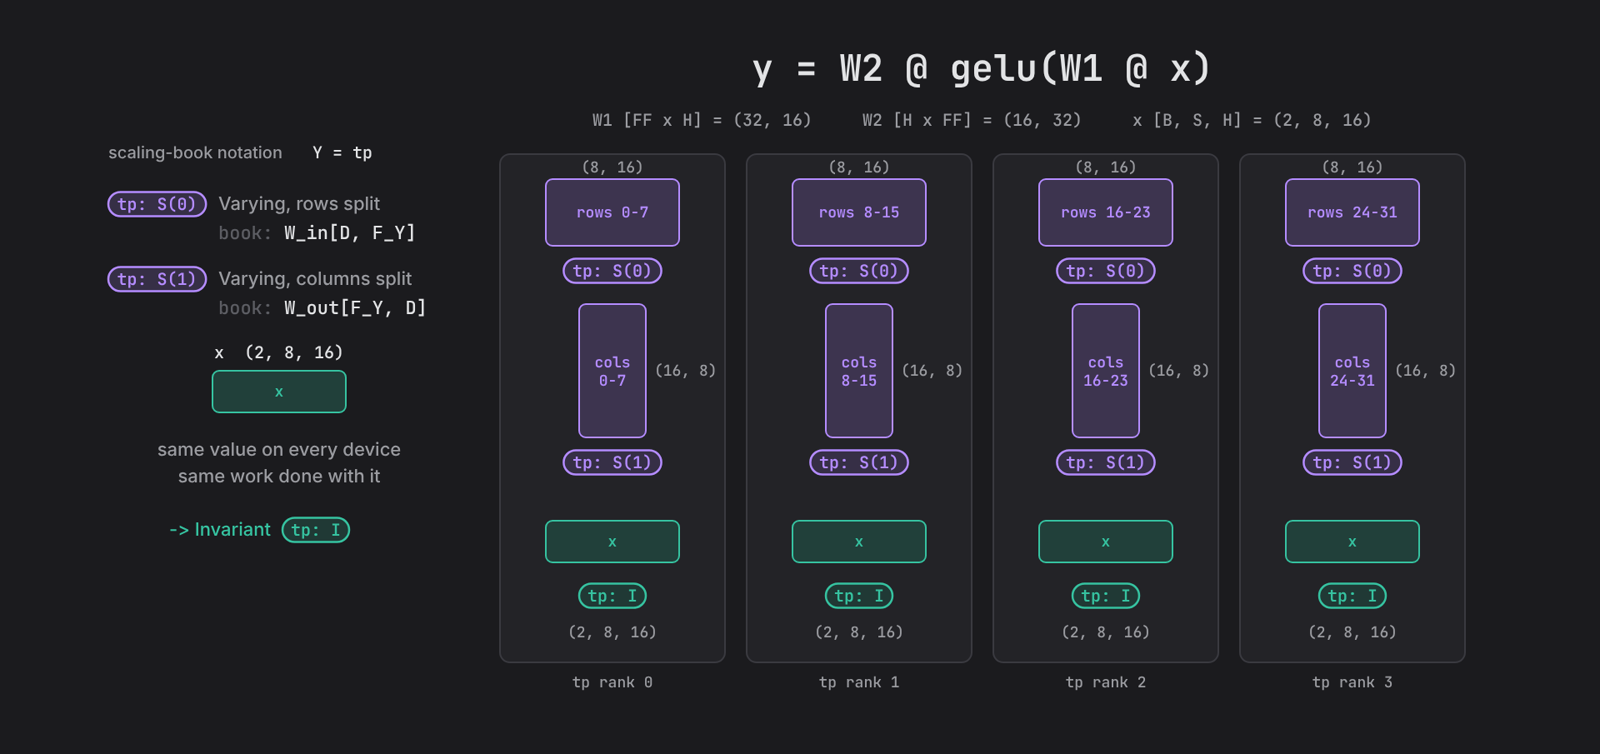 y = W2 @ gelu(W1 @ x)
W1 [FF x H] = (32, 16) W2 [H x FF] = (16, 32) x [B, S, H] = (2, 8, 16)
scaling-book notation Y = tp
tp: S(0) Varying, rows split
book: W_in[D, F_Y]
tp: S(1) Varying, columns split
book: W_out[F_Y, D]
x (2, 8, 16)
x
same value on every device
same work done with it
-> Invariant tp: I
(8, 16)
rows 0-7
tp: S(0)
cols
0-7
(16, 8)
tp: S(1)
x
tp: I
(2, 8, 16)
tp rank 0
(8, 16)
rows 8-15
tp: S(0)
cols
8-15
(16, 8)
tp: S(1)
x
tp: I
(2, 8, 16)
tp rank 1
(8, 16)
rows 16-23
tp: S(0)
cols
16-23
(16, 8)
tp: S(1)
x
tp: I
(2, 8, 16)
tp rank 2
(8, 16)
rows 24-31
tp: S(0)
cols
24-31
(16, 8)
tp: S(1)
x
tp: I
(2, 8, 16)
tp rank 3